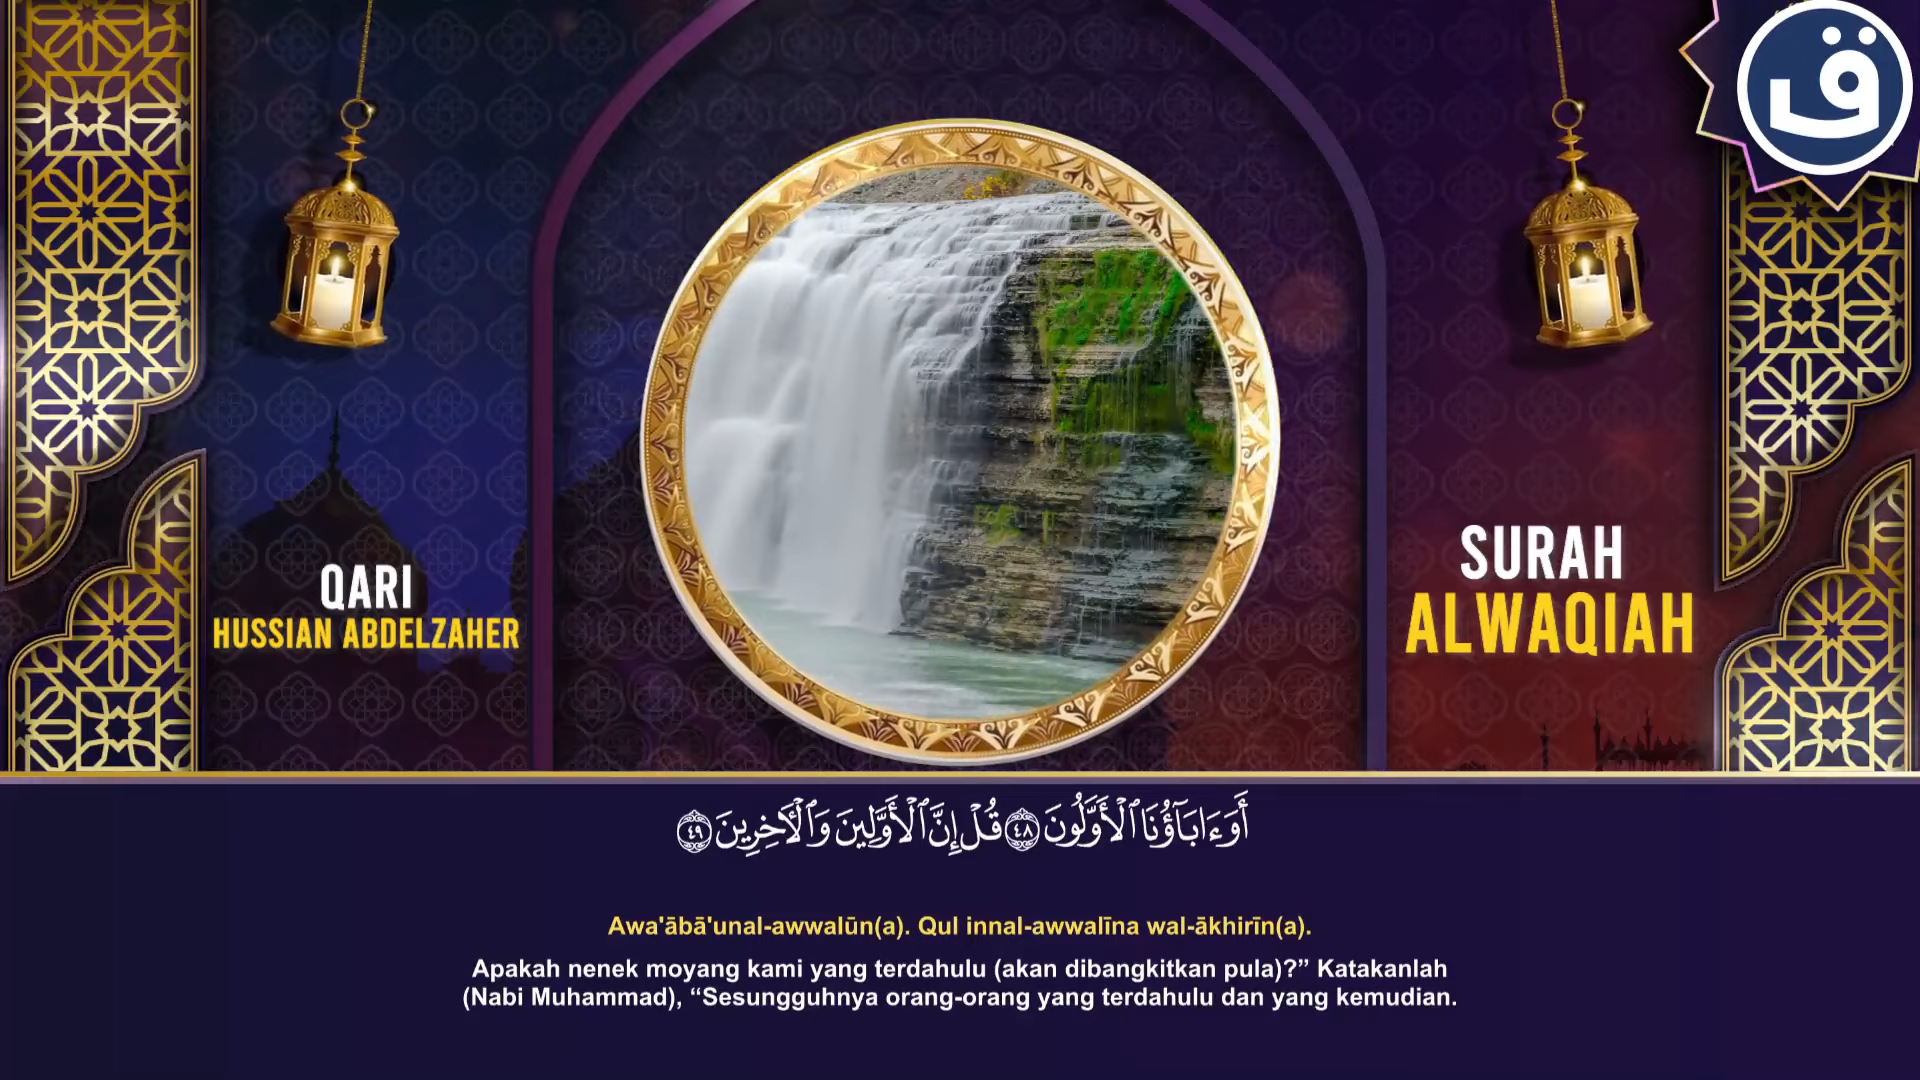 ق
QARI
HUSSIAN ABDELZAHER
SURAH
ALWAQIAH
أَوَءَابَآؤُنَا ٱلْأَوَّلُونَ ٤٨ قُلْ إِنَّ ٱلْأَوَّلِينَ وَٱلْأَخِرِينَ ٤٩
Awa'ābā'unal-awwalūn(a). Qul innal-awwalīna wal-ākhirīn(a).
Apakah nenek moyang kami yang terdahulu (akan dibangkitkan pula)?” Katakanlah
(Nabi Muhammad), “Sesungguhnya orang-orang yang terdahulu dan yang kemudian.